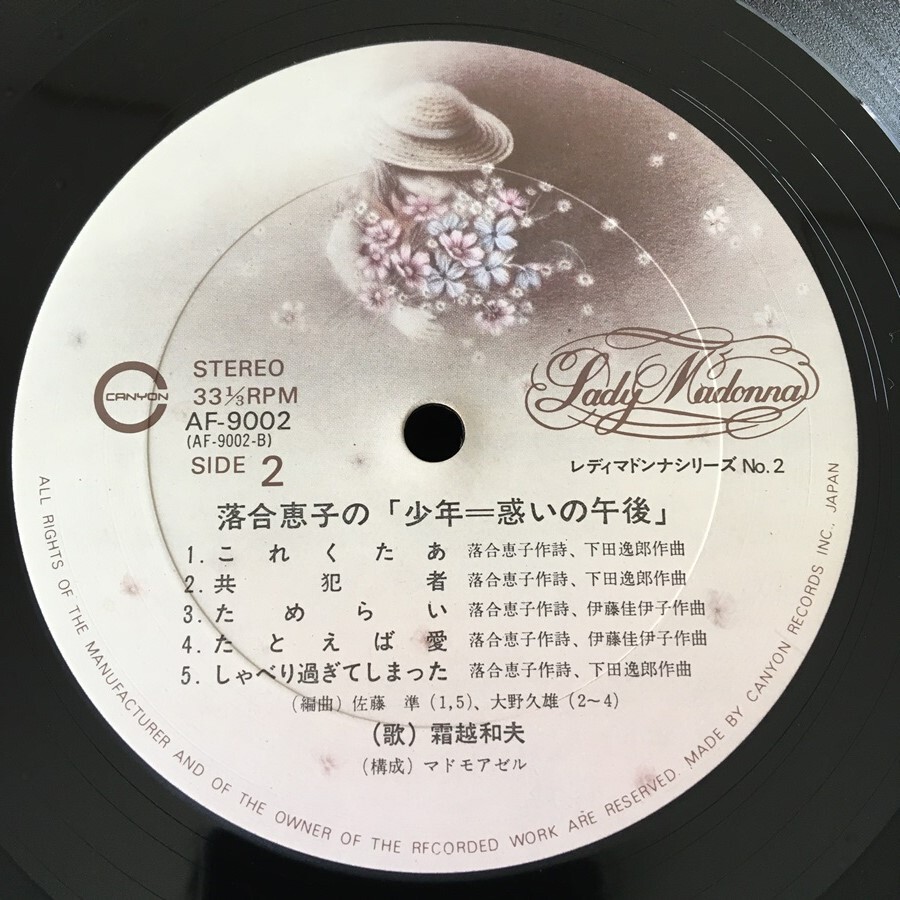 CANYON
STEREO
33⅓RPM
AF-9002
(AF-9002-B)
SIDE 2
Lady Madonna
レディマドンナシリーズ No.2
落合恵子の「少年=惑いの午後」
1. これくたあ 落合恵子作詩、下田逸郎作曲
2. 共犯者 落合恵子作詩、下田逸郎作曲
3. ためらい 落合恵子作詩、伊藤佳伊子作曲
4. たとえば愛 落合恵子作詩、伊藤佳伊子作曲
5. しゃべり過ぎてしまった 落合恵子作詩、下田逸郎作曲
(編曲) 佐藤 準 (1,5)、大野久雄 (2〜4)
(歌) 霜越和夫
(構成) マドモアゼル
ALL RIGHTS OF THE MANUFACTURER AND OF THE OWNER OF THE RECORDED WORK ARE RESERVED. MADE BY CANYON RECORDS INC., JAPAN